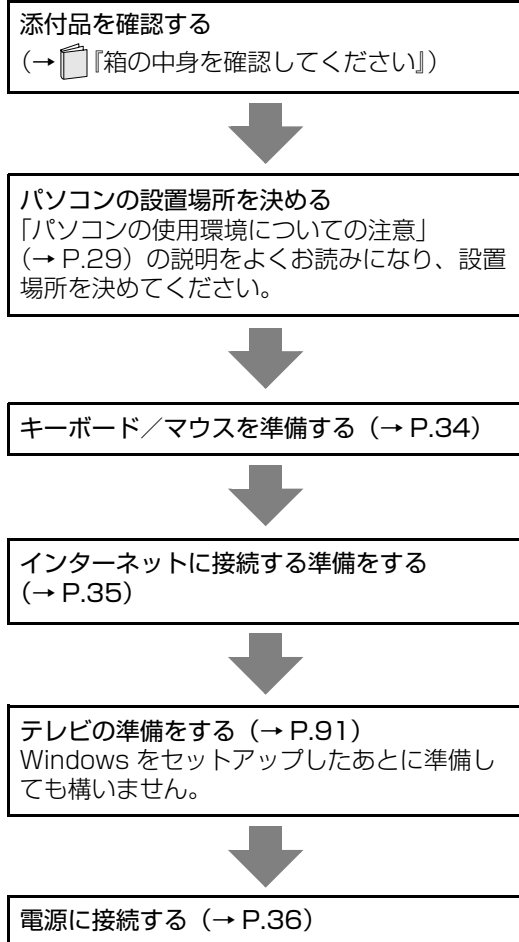 添付品を確認する
(→『箱の中身を確認してください』)
パソコンの設置場所を決める
「パソコンの使用環境についての注意」
(→ P.29)の説明をよくお読みになり、設置
場所を決めてください。
キーボード／マウスを準備する(→ P.34)
インターネットに接続する準備をする
(→ P.35)
テレビの準備をする(→ P.91)
Windows をセットアップしたあとに準備し
ても構いません。
電源に接続する(→ P.36)